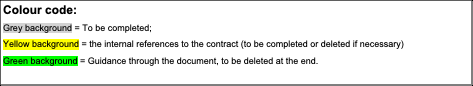 Colour code:
Grey background = To be completed;
Yellow background = the internal references to the contract (to be completed or deleted if necessary)
Green background = Guidance through the document, to be deleted at the end.